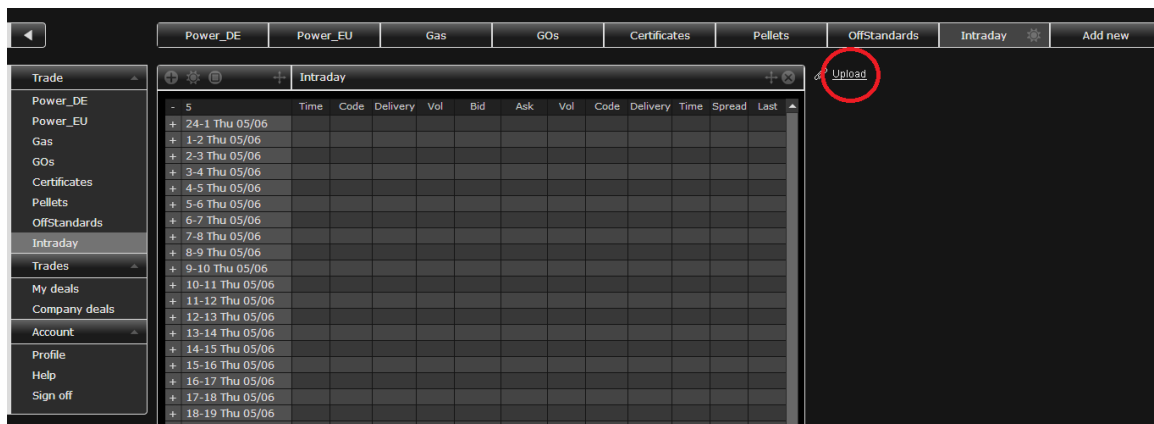 Power_DE Power_EU Gas GOs Certificates Pellets OffStandards Intraday Add new
Trade
Power_DE
Power_EU
Gas
GOs
Certificates
Pellets
OffStandards
Intraday
Trades
My deals
Company deals
Account
Profile
Help
Sign off
Intraday
- 5 Time Code Delivery Vol Bid Ask Vol Code Delivery Time Spread Last
+ 24-1 Thu 05/06
+ 1-2 Thu 05/06
+ 2-3 Thu 05/06
+ 3-4 Thu 05/06
+ 4-5 Thu 05/06
+ 5-6 Thu 05/06
+ 6-7 Thu 05/06
+ 7-8 Thu 05/06
+ 8-9 Thu 05/06
+ 9-10 Thu 05/06
+ 10-11 Thu 05/06
+ 11-12 Thu 05/06
+ 12-13 Thu 05/06
+ 13-14 Thu 05/06
+ 14-15 Thu 05/06
+ 15-16 Thu 05/06
+ 16-17 Thu 05/06
+ 17-18 Thu 05/06
+ 18-19 Thu 05/06
Upload